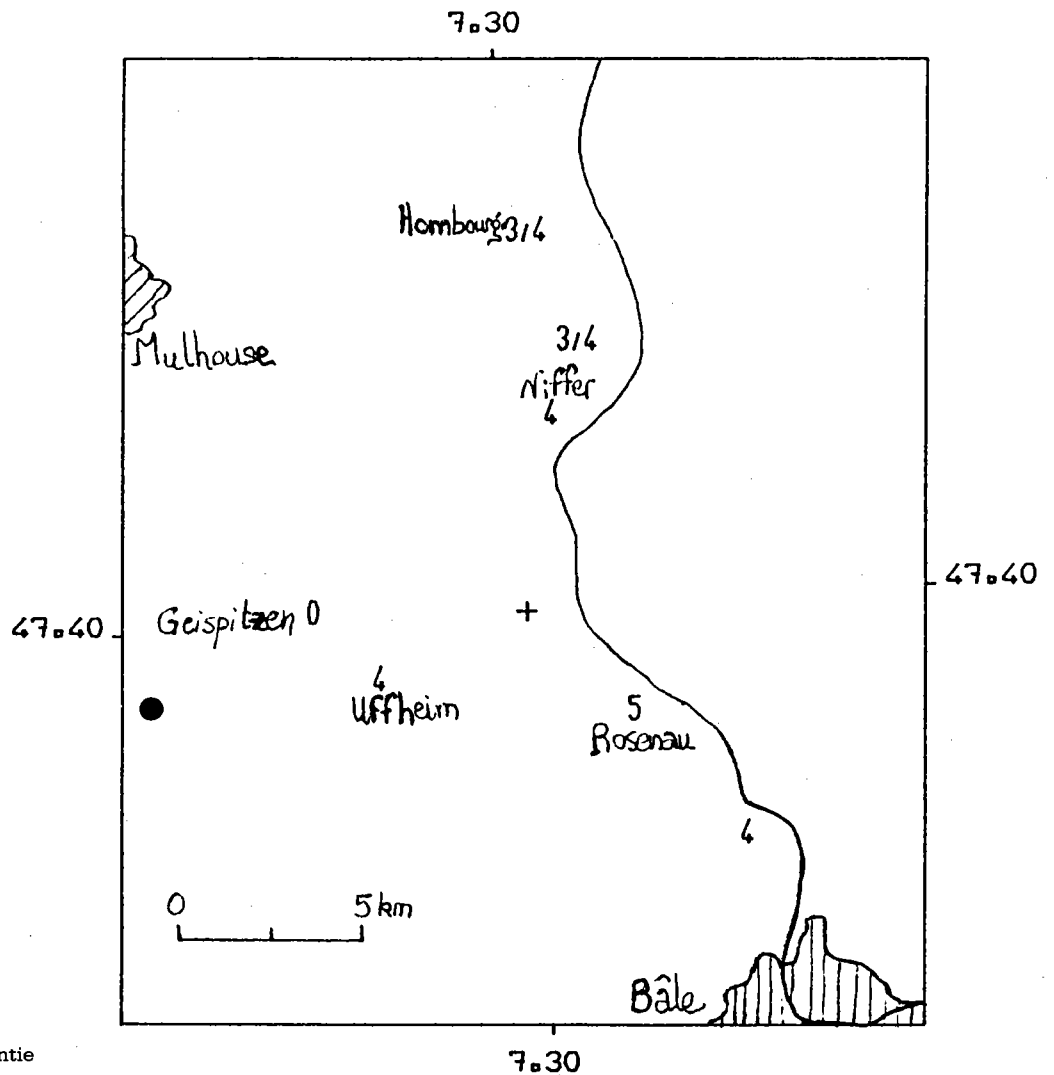 7.30
Hombourg 3/4
Mulhouse
3/4
Niffer
4
47.40
47.40
Geispitzen 0
4
Uffheim
5
Rosenau
4
0 5 km
Bâle
7.30
ntie